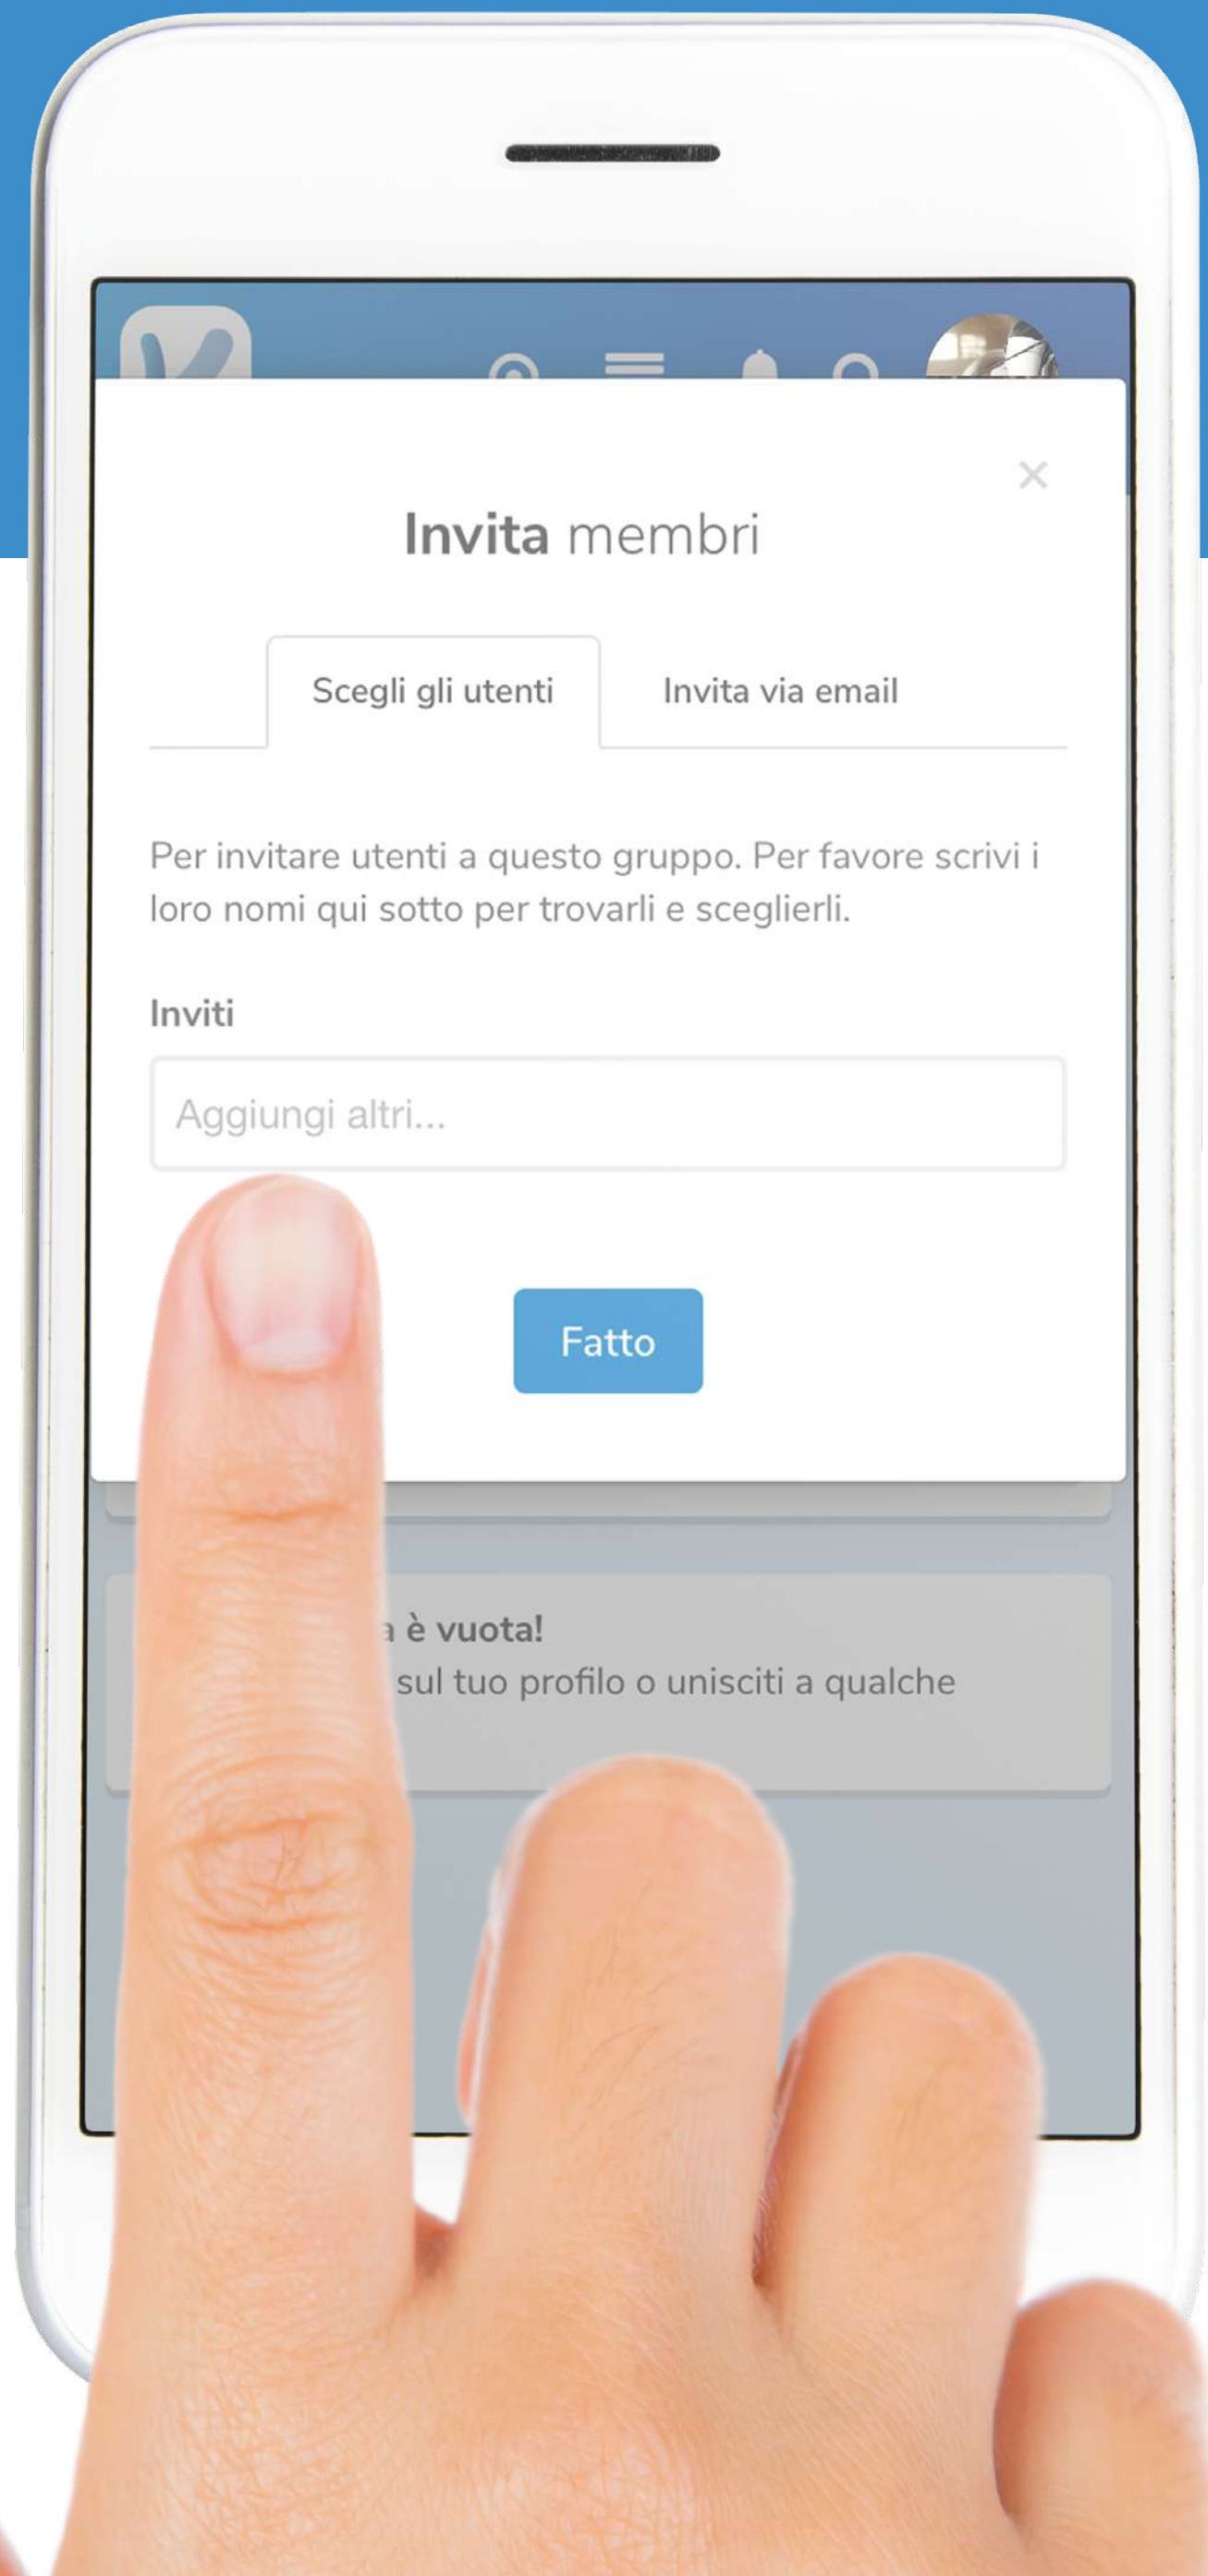 Invita membri
Scegli gli utenti
Invita via email
Per invitare utenti a questo gruppo. Per favore scrivi i
loro nomi qui sotto per trovarli e sceglierli.
Inviti
Aggiungi altri...
Fatto
è vuota!
sul tuo profilo o unisciti a qualche